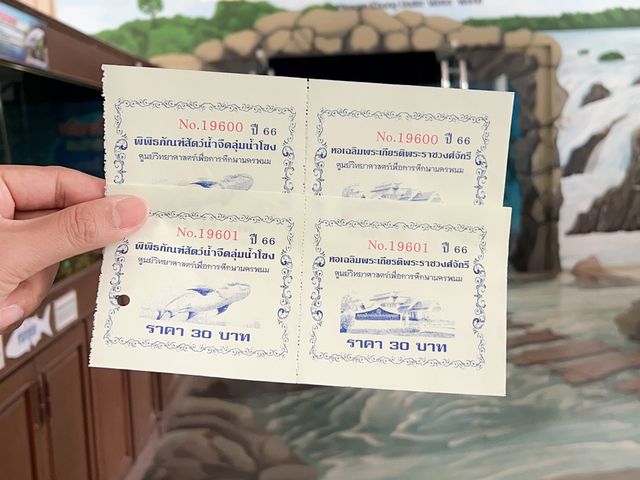 No.19600 ปี 66
พิพิธภัณฑ์สัตว์น้ำจืดลุ่มน้ำโขง
ศูนย์วิทยาศาสตร์เพื่อการศึกษานครพนม
No.19600 ปี 66
หอเฉลิมพระเกียรติพระราชวงศ์จักรี
ศูนย์วิทยาศาสตร์เพื่อการศึกษานครพนม
No.19601 ปี 66
พิพิธภัณฑ์สัตว์น้ำจืดลุ่มน้ำโขง
ศูนย์วิทยาศาสตร์เพื่อการศึกษานครพนม
ราคา 30 บาท
No.19601 ปี 66
หอเฉลิมพระเกียรติพระราชวงศ์จักรี
ศูนย์วิทยาศาสตร์เพื่อการศึกษานครพนม
ราคา 30 บาท